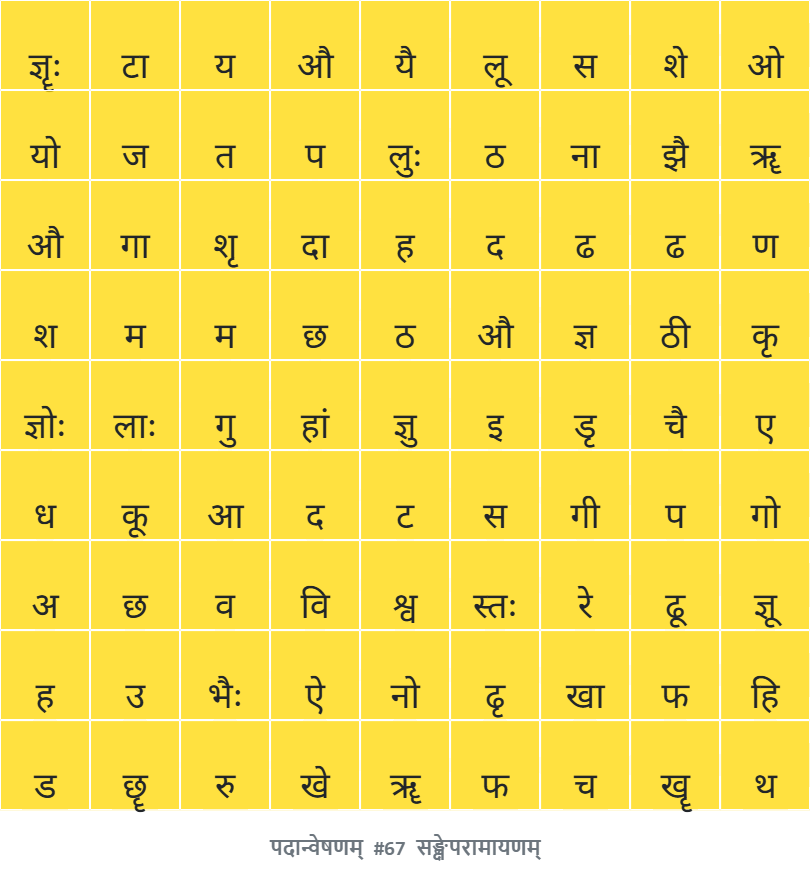 ज्ञॄः टा य औ यै लू स शे ओ
यो ज त प लुः ठ ना झै ॠ
औ गा शृ दा ह द ढ ढ ण
श म म छ ठ औ ज्ञ ठी कृ
ज्ञोः लाः गु हां ज्ञु इ डृ चै ए
ध कू आ द ट स गी प गो
अ छ व वि श्व स्तः रे ढू ज्ञू
ह उ भैः ऐ नो ढृ खा फ हि
ड छॄ रु खे ॠ फ च खॄ थ
पदान्वेषणम् #67 सङ्क्षेपरामायणम्